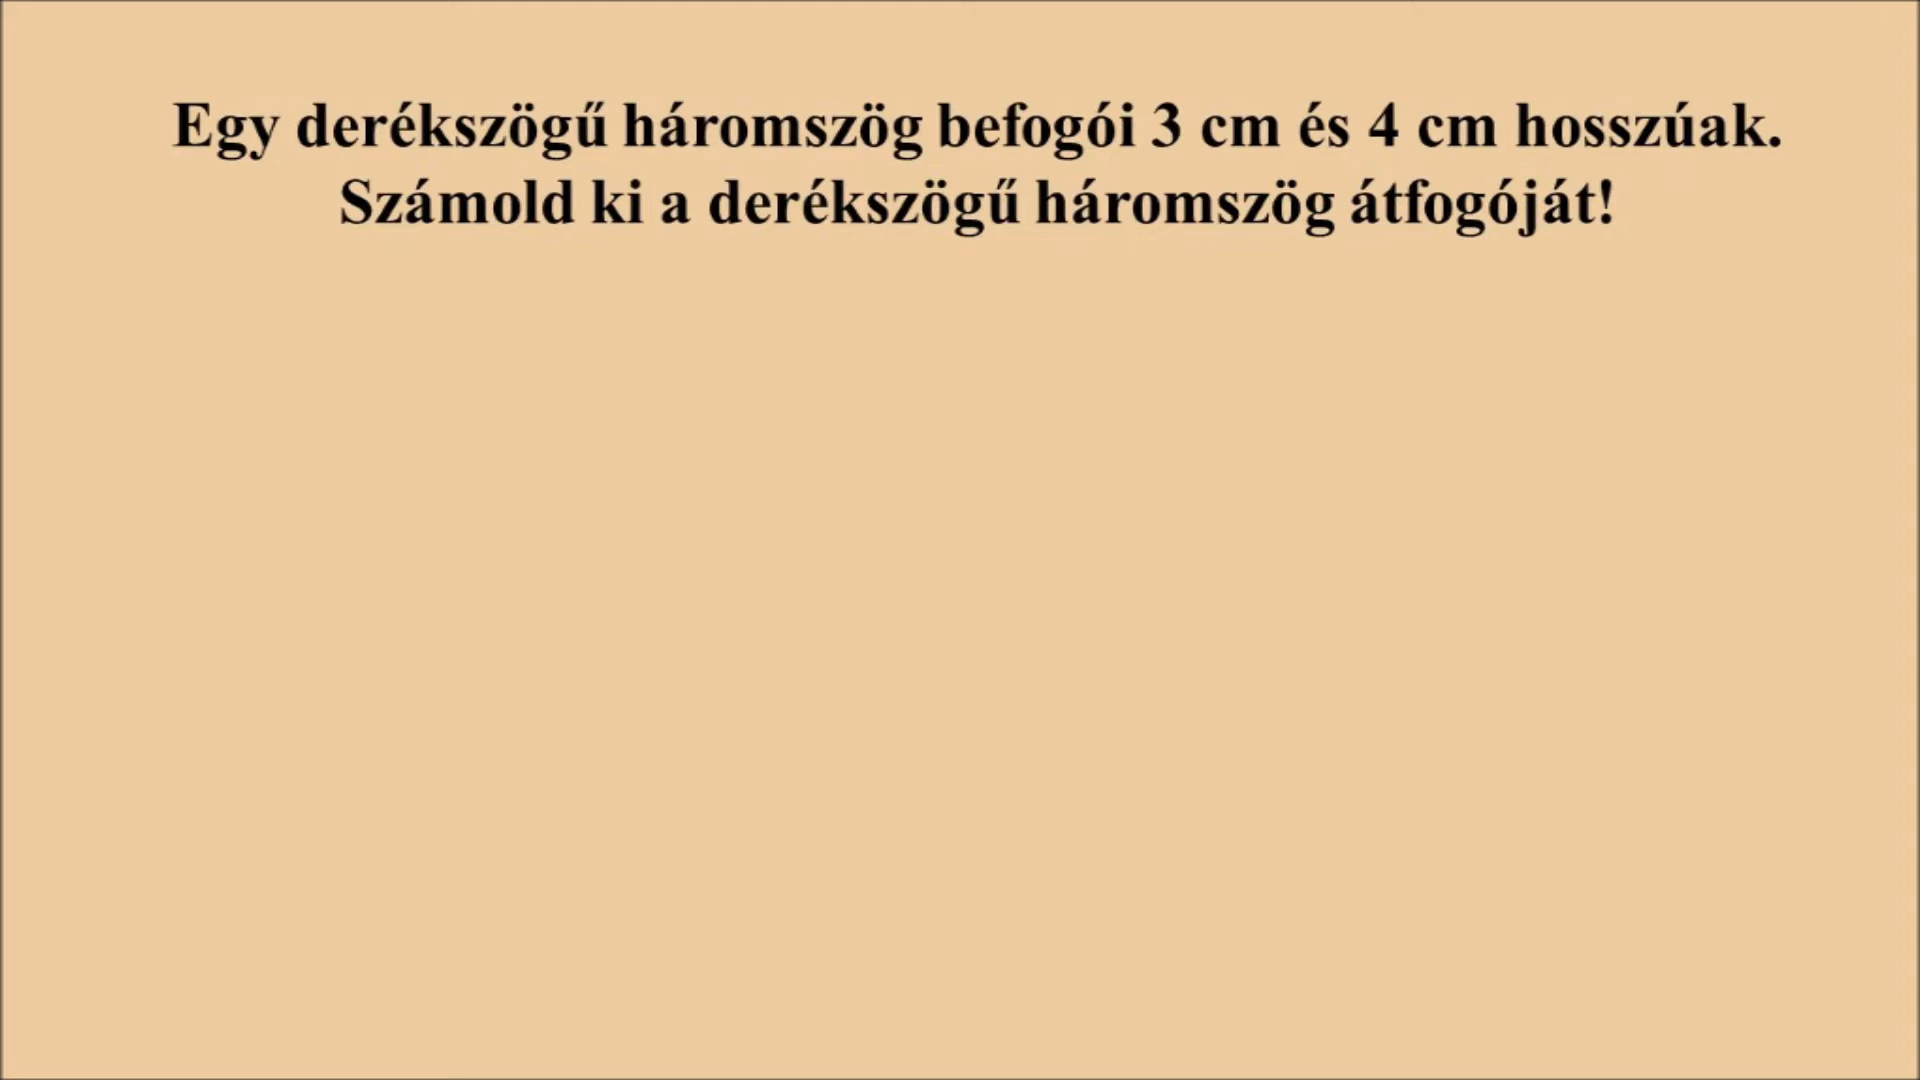 Egy derékszögű háromszög befogói 3 cm és 4 cm hosszúak.
Számold ki a derékszögű háromszög átfogóját!